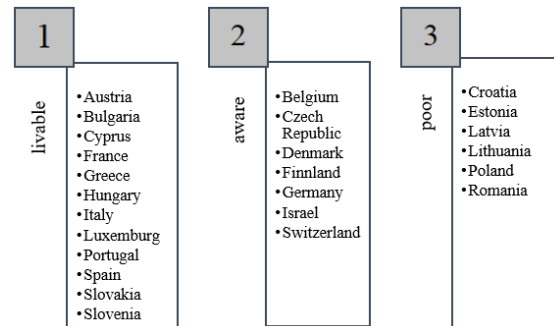 1
livable
•Austria
•Bulgaria
•Cyprus
•France
•Greece
•Hungary
•Italy
•Luxemburg
•Portugal
•Spain
•Slovakia
•Slovenia
2
aware
•Belgium
•Czech
Republic
•Denmark
•Finnland
•Germany
•Israel
•Switzerland
3
poor
•Croatia
•Estonia
•Latvia
•Lithuania
•Poland
•Romania